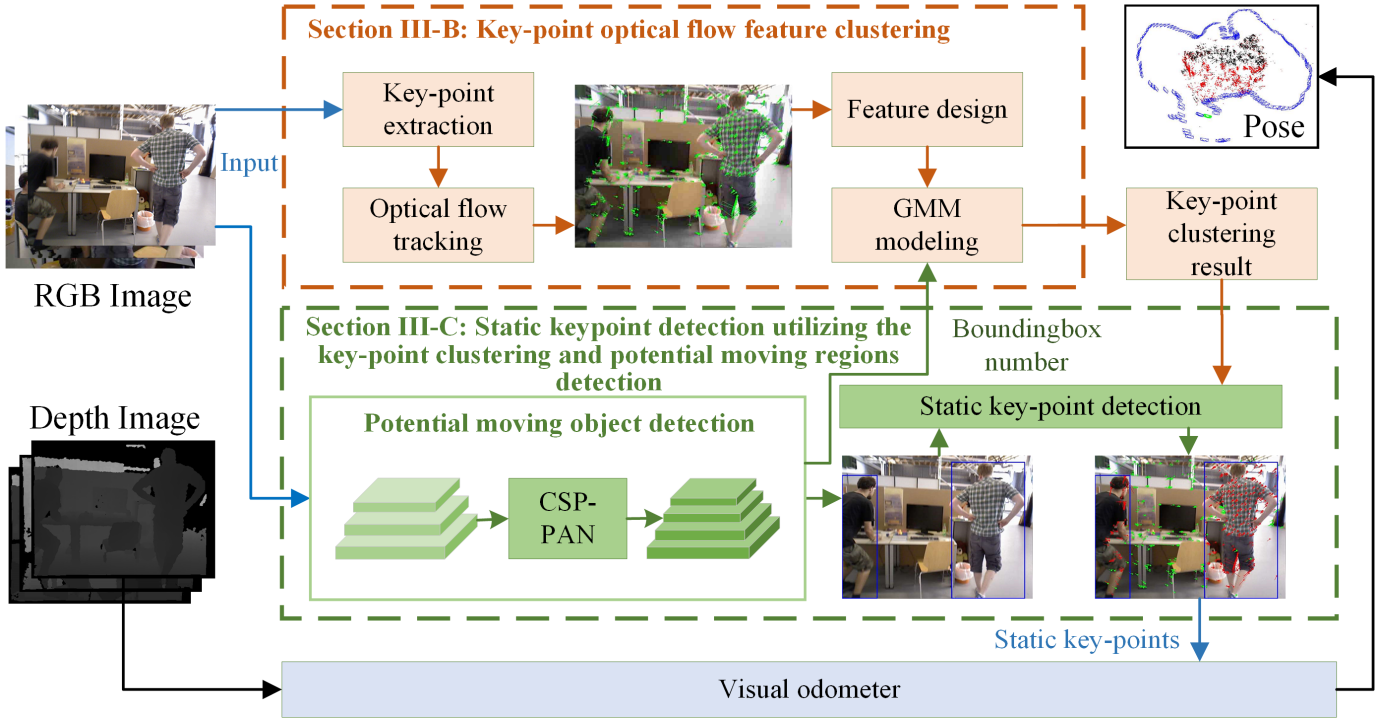 Section III-B: Key-point optical flow feature clustering
Key-point
extraction
Feature design
Pose
Input
Optical flow
tracking
GMM
modeling
Key-point
clustering
result
RGB Image
Section III-C: Static keypoint detection utilizing the
key-point clustering and potential moving regions
detection
Boundingbox
number
Depth Image
Static key-point detection
Potential moving object detection
CSP-
PAN
Static key-points
Visual odometer